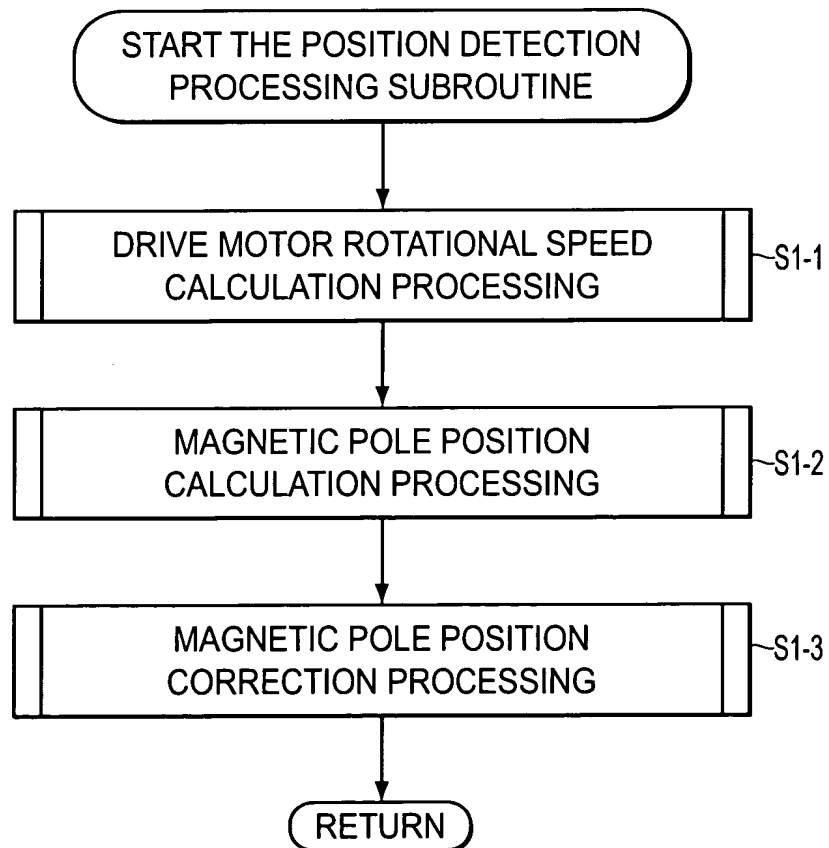 START THE POSITION DETECTION
PROCESSING SUBROUTINE
DRIVE MOTOR ROTATIONAL SPEED
CALCULATION PROCESSING
S1-1
MAGNETIC POLE POSITION
CALCULATION PROCESSING
S1-2
MAGNETIC POLE POSITION
CORRECTION PROCESSING
S1-3
RETURN